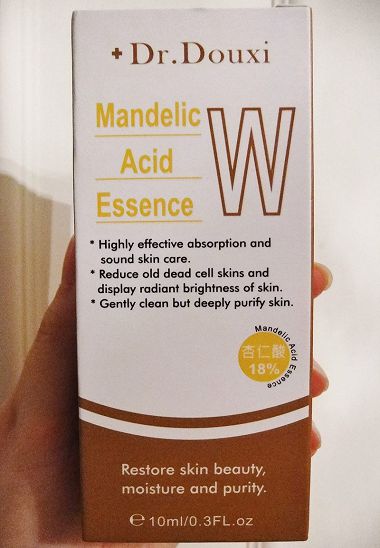 + Dr.Douxi
Mandelic
Acid
Essence
W
* Highly effective absorption and
sound skin care.
* Reduce old dead cell skins and
display radiant brightness of skin.
* Gently clean but deeply purify skin.
Mandelic Acid Essence
杏仁酸
18%
Restore skin beauty,
moisture and purity.
℮ 10ml/0.3FL.oz